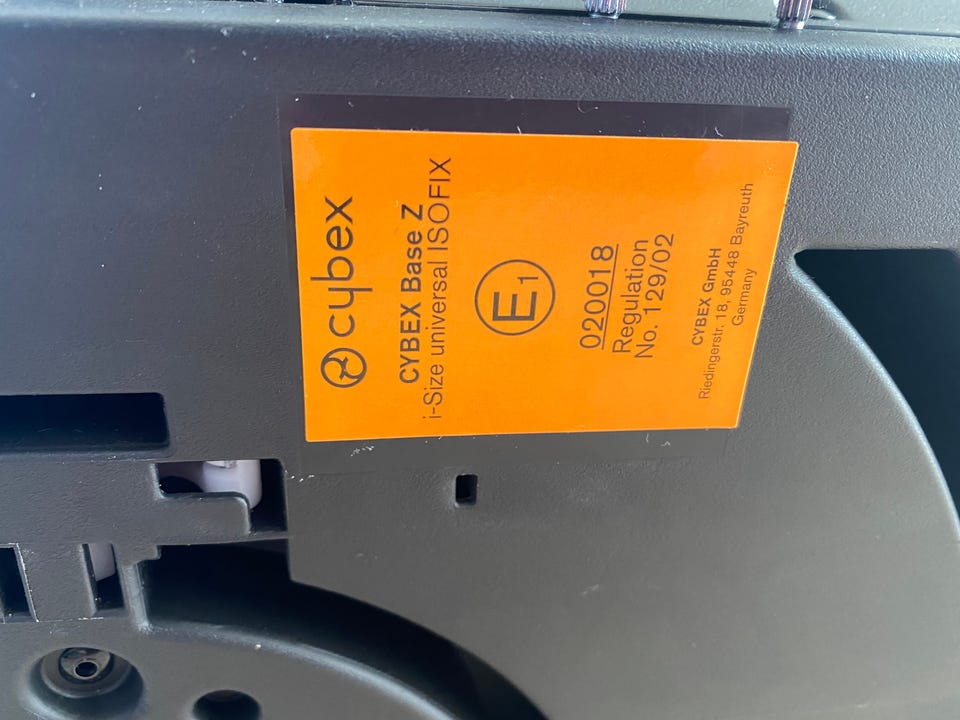 cybex
CYBEX Base Z
i-Size universal ISOFIX
E1
020018
Regulation
No. 129/02
CYBEX GmbH
Riedingerstr. 18, 95448 Bayreuth
Germany